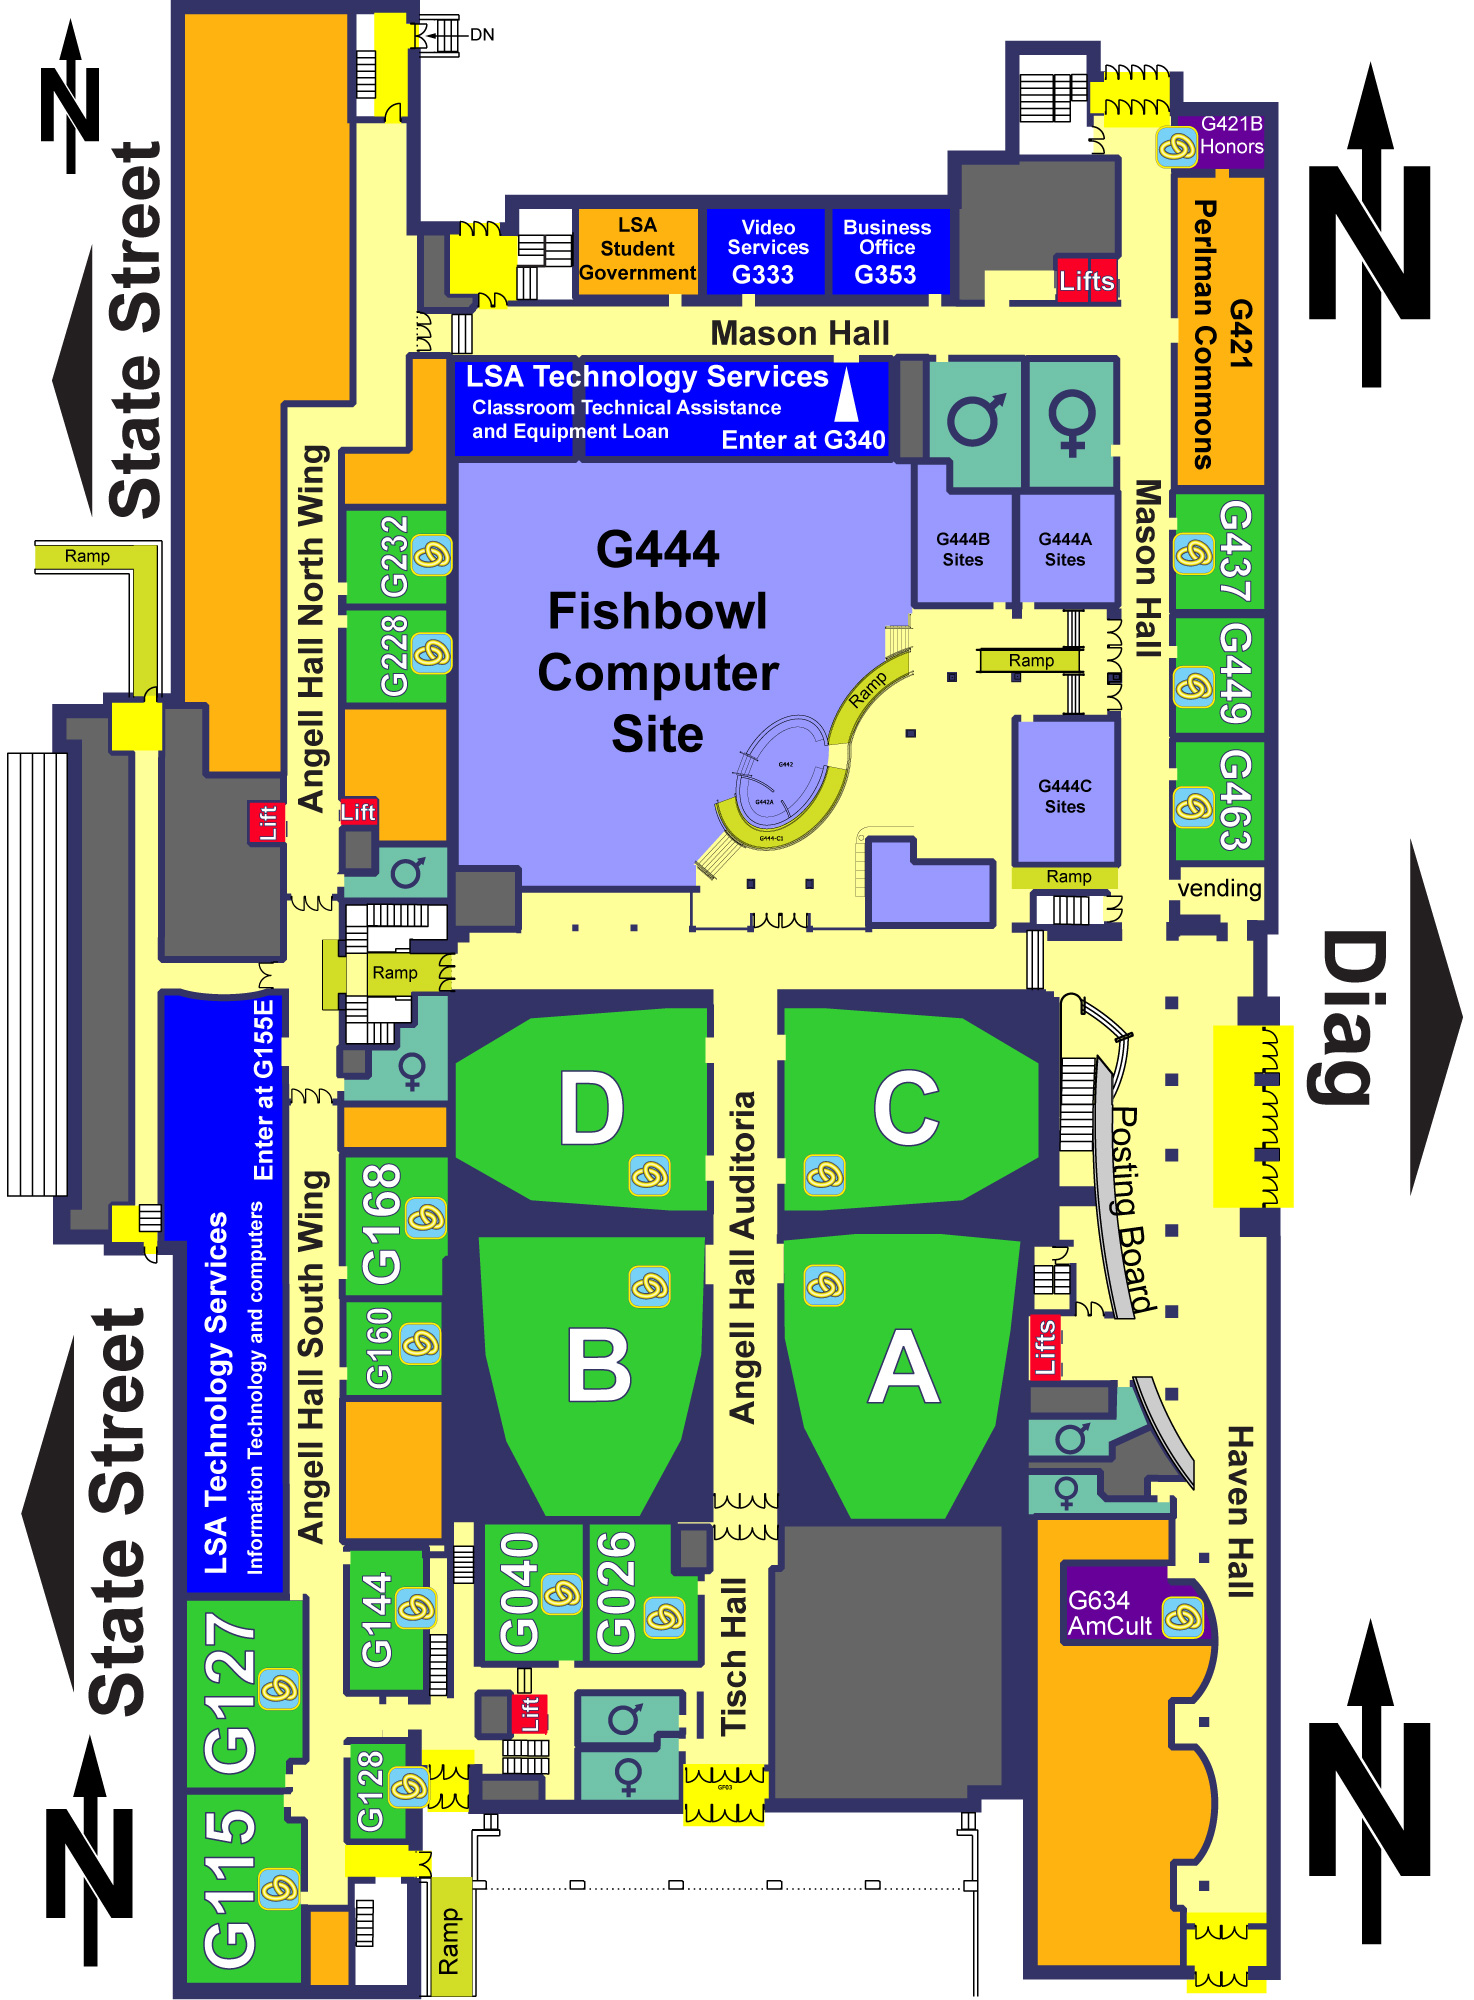 DN
N
State Street
N
G421B
Honors
LSA
Student
Government
Video
Services
G333
Business
Office
G353
Lifts
Mason Hall
G421
Perlman Commons
LSA Technology Services
Classroom Technical Assistance
and Equipment Loan
Enter at G340
Angell Hall North Wing
G232
G228
G444
Fishbowl
Computer
Site
G444B
Sites
G444A
Sites
Mason Hall
G437
G449
G463
Ramp
Ramp
Ramp
G442
G442A
G444-C1
G444C
Sites
Ramp
Lift
Lift
vending
Diag
Ramp
LSA Technology Services
Information Technology and computers
Enter at G155E
D
C
B
A
Angell Hall Auditoria
Posting Board
Angell Hall South Wing
G168
G160
Lifts
State Street
Haven Hall
G144
G040
G026
Tisch Hall
G634
AmCult
G127
Lift
G128
GF03
G115
N
N
Ramp